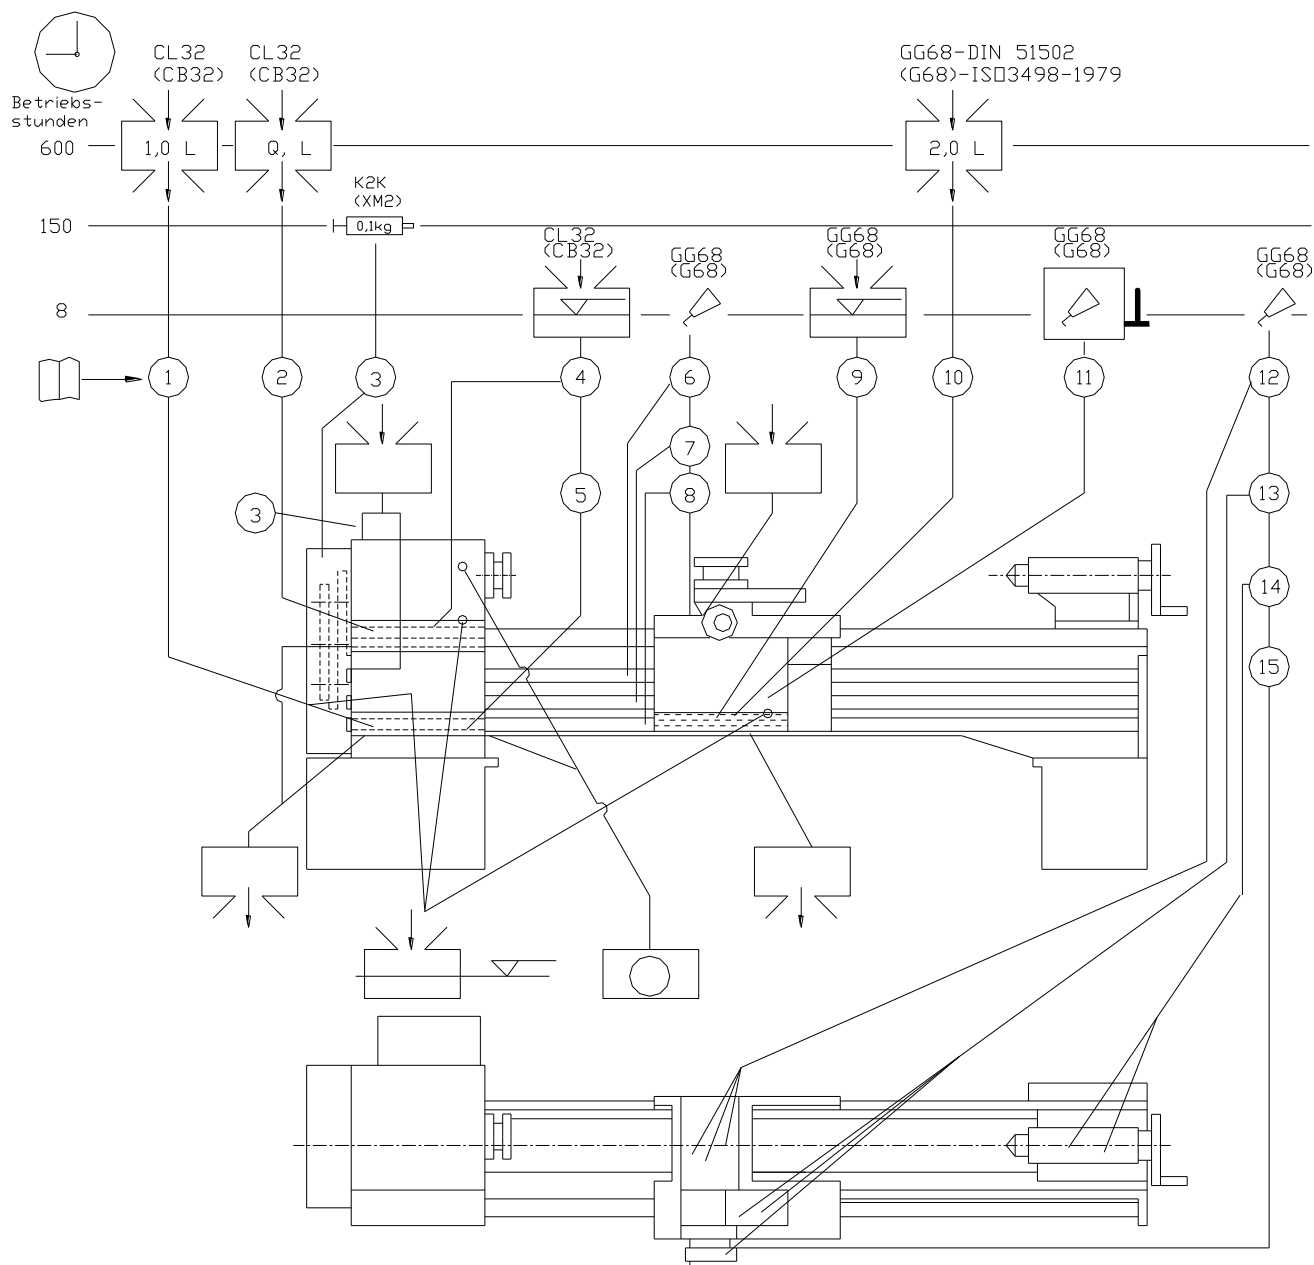 CL32
(CB32)
CL32
(CB32)
GG68-DIN 51502
(G68)-ISO3498-1979
Betriebs-
stunden
600
1,0 L
Q, L
2,0 L
K2K
(XM2)
150
0,1kg
CL32
(CB32)
GG68
(G68)
GG68
(G68)
GG68
(G68)
GG68
(G68)
8
1
2
3
4
6
9
10
11
12
7
5
8
13
3
14
15